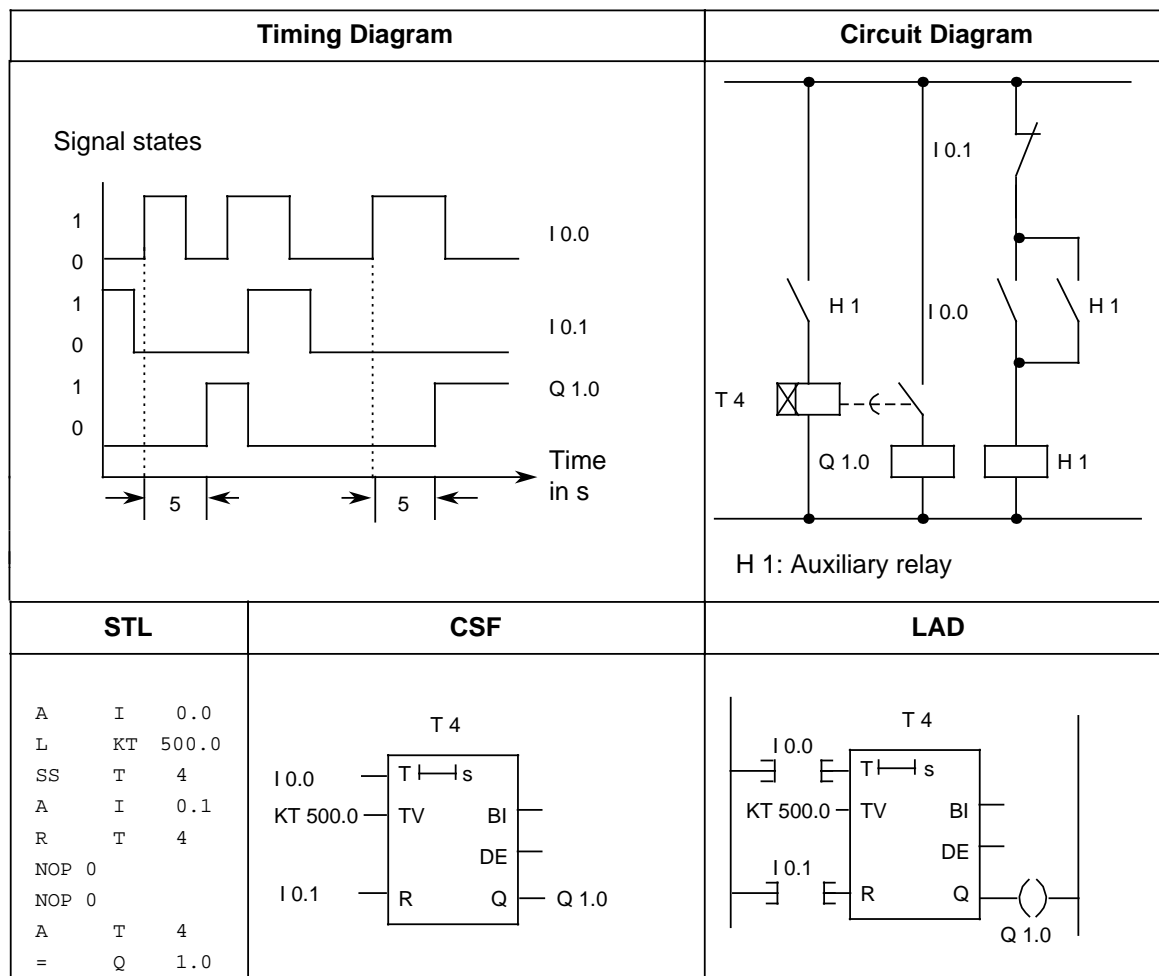 Timing Diagram
Circuit Diagram
Signal states
1
0
I 0.0
1
0
I 0.1
1
0
Q 1.0
Time
in s
5
5
I 0.1
H 1
I 0.0
H 1
T 4
Q 1.0
H 1
H 1: Auxiliary relay
STL
CSF
LAD
A I 0.0
L KT 500.0
SS T 4
A I 0.1
R T 4
NOP 0
NOP 0
A T 4
= Q 1.0
T 4
I 0.0
T s
KT 500.0
TV BI
DE
I 0.1
R Q
Q 1.0
T 4
I 0.0
T s
KT 500.0
TV BI
DE
I 0.1
R Q
Q 1.0